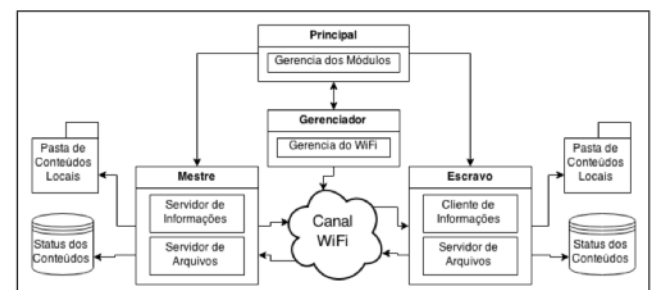 Principal
Gerencia dos Módulos
Gerenciador
Gerencia do WiFi
Pasta de
Conteúdos
Locais
Mestre
Servidor de
Informações
Servidor de
Arquivos
Status dos
Conteúdos
Canal
WiFi
Escravo
Cliente de
Informações
Servidor de
Arquivos
Pasta de
Conteúdos
Locais
Status dos
Conteúdos